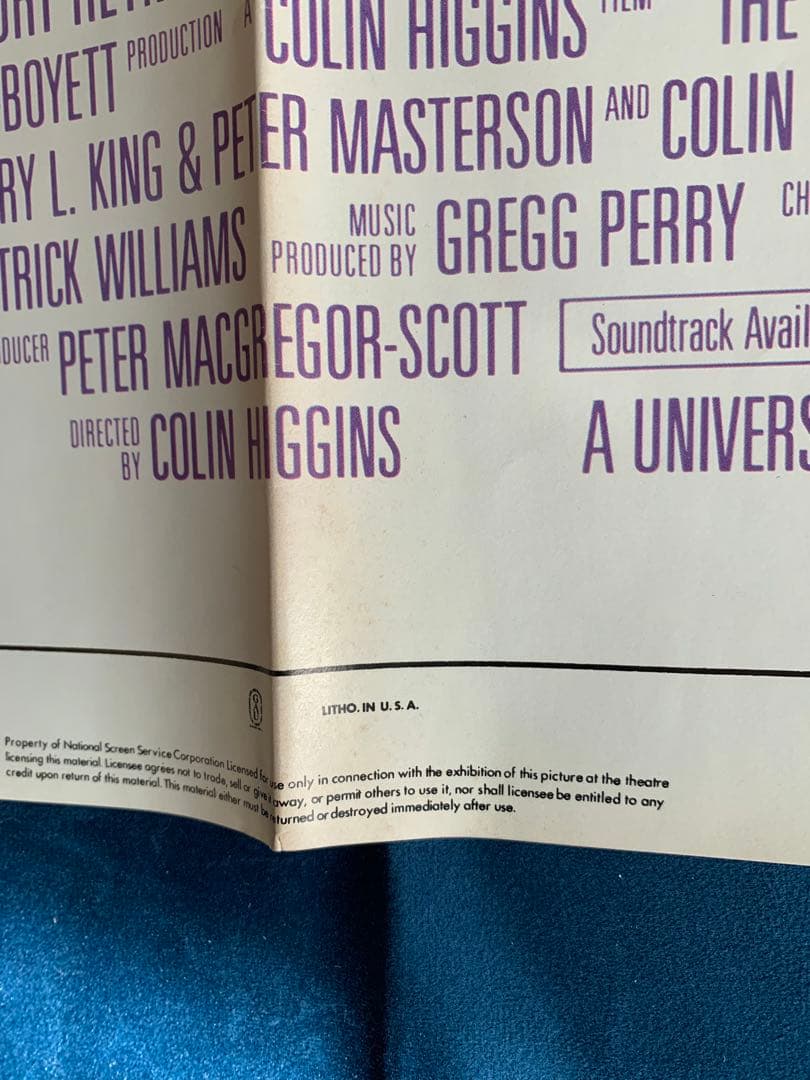 BOYETT PRODUCTION A COLIN HIGGINS FILM THE
RY L. KING & PETER MASTERSON AND COLIN
TRICK WILLIAMS MUSIC PRODUCED BY GREGG PERRY CH
DUCER PETER MACGREGOR-SCOTT Soundtrack Avail
DIRECTED BY COLIN HIGGINS A UNIVERS
LITHO. IN U. S. A.
Property of National Screen Service Corporation Licensed for use only in connection with the exhibition of this picture at the theatre
licensing this material. Licensee agrees not to trade, sell or give it away, or permit others to use it, nor shall licensee be entitled to any
credit upon return of this material. This material either must be returned or destroyed immediately after use.